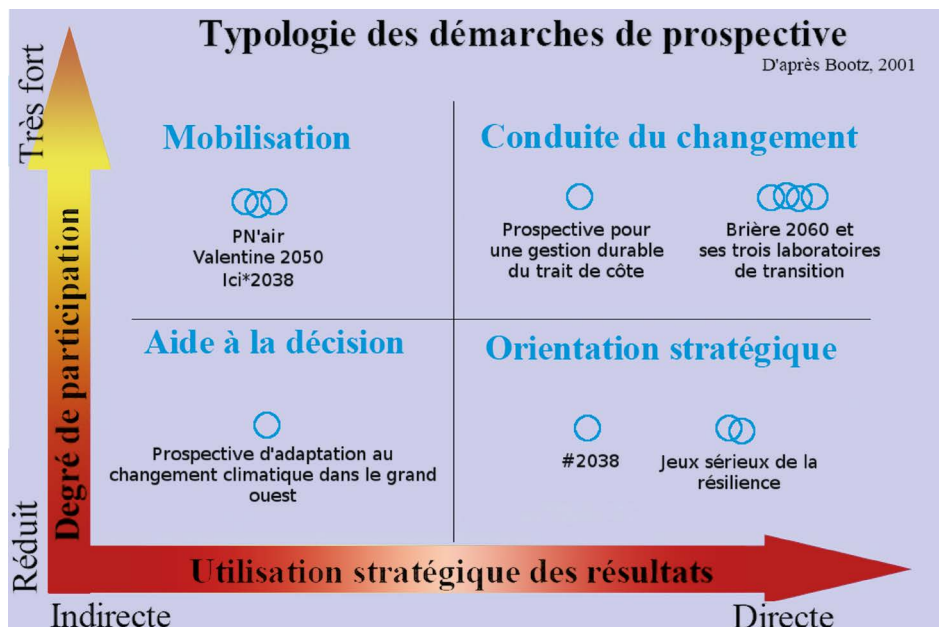 Typologie des démarches de prospective
D'après Bootz, 2001
Très fort
Degré de participation
Réduit
Mobilisation
PN'air
Valentine 2050
Ici*2038
Conduite du changement
Prospective pour
une gestion durable
du trait de côte
Brière 2060 et
ses trois laboratoires
de transition
Aide à la décision
Prospective d'adaptation au
changement climatique dans le grand
ouest
Orientation stratégique
#2038
Jeux sérieux de la
résilience
Utilisation stratégique des résultats
Indirecte
Directe